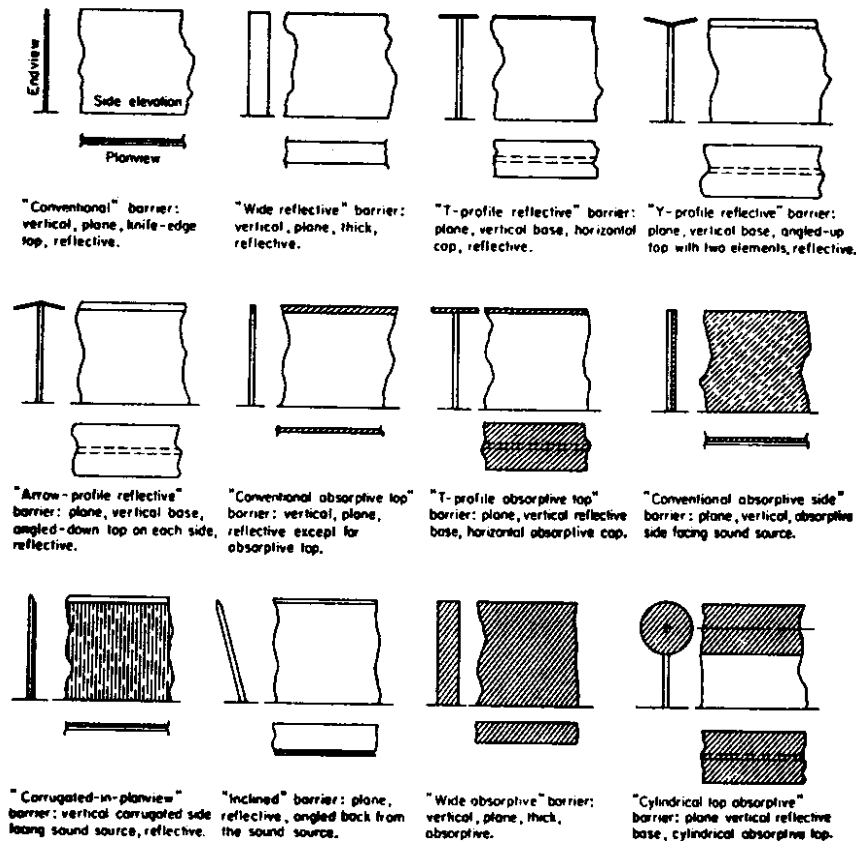 Endview
Side elevation
Planview
"Conventional" barrier:
vertical, plane, knife-edge
top, reflective.
"Wide reflective" barrier:
vertical, plane, thick,
reflective.
"T-profile reflective" barrier:
plane, vertical base, horizontal
cap, reflective.
"Y-profile reflective" barrier:
plane, vertical base, angled-up
top with two elements, reflective.
"Arrow-profile reflective"
barrier: plane, vertical base,
angled-down top on each side,
reflective.
"Conventional absorptive top"
barrier: vertical, plane,
reflective except for
absorptive top.
"T-profile absorptive top"
barrier: plane, vertical reflective
base, horizontal absorptive cap.
"Conventional absorptive side"
barrier: plane, vertical, absorptive
side facing sound source.
"Corrugated-in-planview"
barrier: vertical corrugated side
facing sound source, reflective.
"Inclined" barrier: plane,
reflective, angled back from
the sound source.
"Wide absorptive" barrier:
vertical, plane, thick,
absorptive.
"Cylindrical top absorptive"
barrier: plane vertical reflective
base, cylindrical absorptive top.